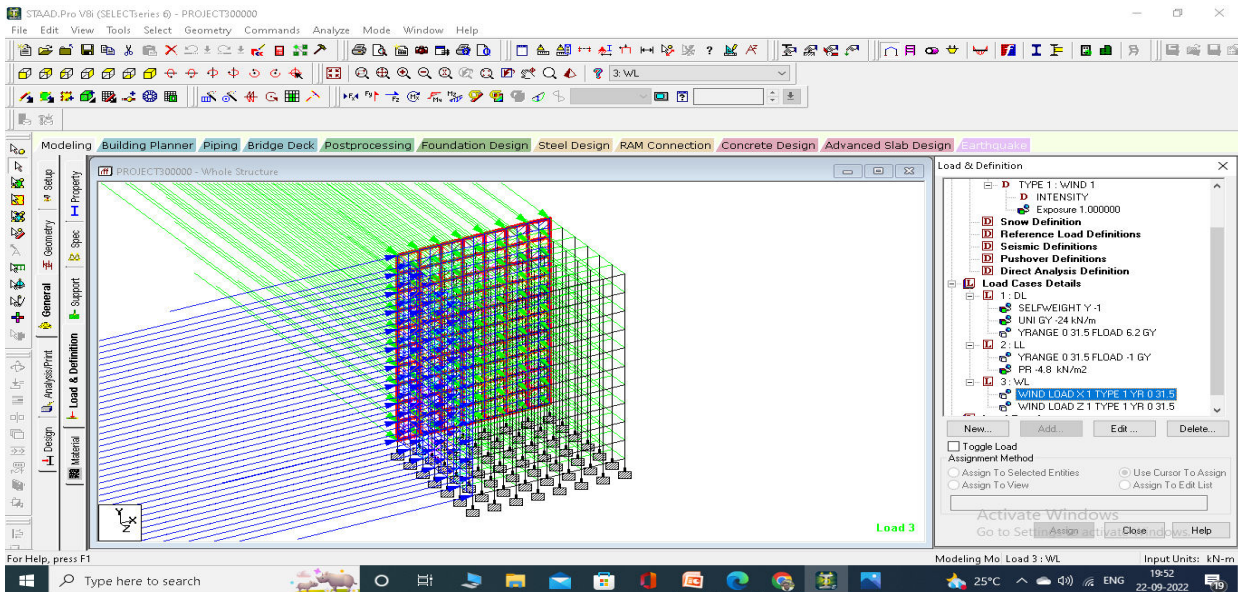 STAAD.Pro V8i (SELECTseries 6) - PROJECT300000
File Edit View Tools Select Geometry Commands Analyze Mode Window Help
3: WL
Modeling Building Planner Piping Bridge Deck Postprocessing Foundation Design Steel Design RAM Connection Concrete Design Advanced Slab Design Earthquake
Setup
Geometry
General
Analysis/Print
Design
Property
Spec
Support
Load & Definition
Material
PROJECT300000 - Whole Structure
Y
X
Z
Load 3
Load & Definition
D TYPE 1 : WIND 1
D INTENSITY
Exposure 1.000000
D Snow Definition
D Reference Load Definitions
D Seismic Definitions
D Pushover Definitions
D Direct Analysis Definition
L Load Cases Details
L 1 : DL
SELFWEIGHT Y -1
UNI GY -24 kN/m
YRANGE 0 31.5 FLOAD 6.2 GY
L 2 : LL
YRANGE 0 31.5 FLOAD -1 GY
PR -4.8 kN/m2
L 3 : WL
WIND LOAD X 1 TYPE 1 YR 0 31.5
WIND LOAD Z 1 TYPE 1 YR 0 31.5
New... Add... Edit ... Delete...
Toggle Load
Assignment Method
Assign To Selected Entities Use Cursor To Assign
Assign To View Assign To Edit List
Activate Windows
Assign Close Help
For Help, press F1
Modeling Mo Load 3 : WL Input Units: kN-m
Type here to search
25°C ENG
19:52
22-09-2022
19